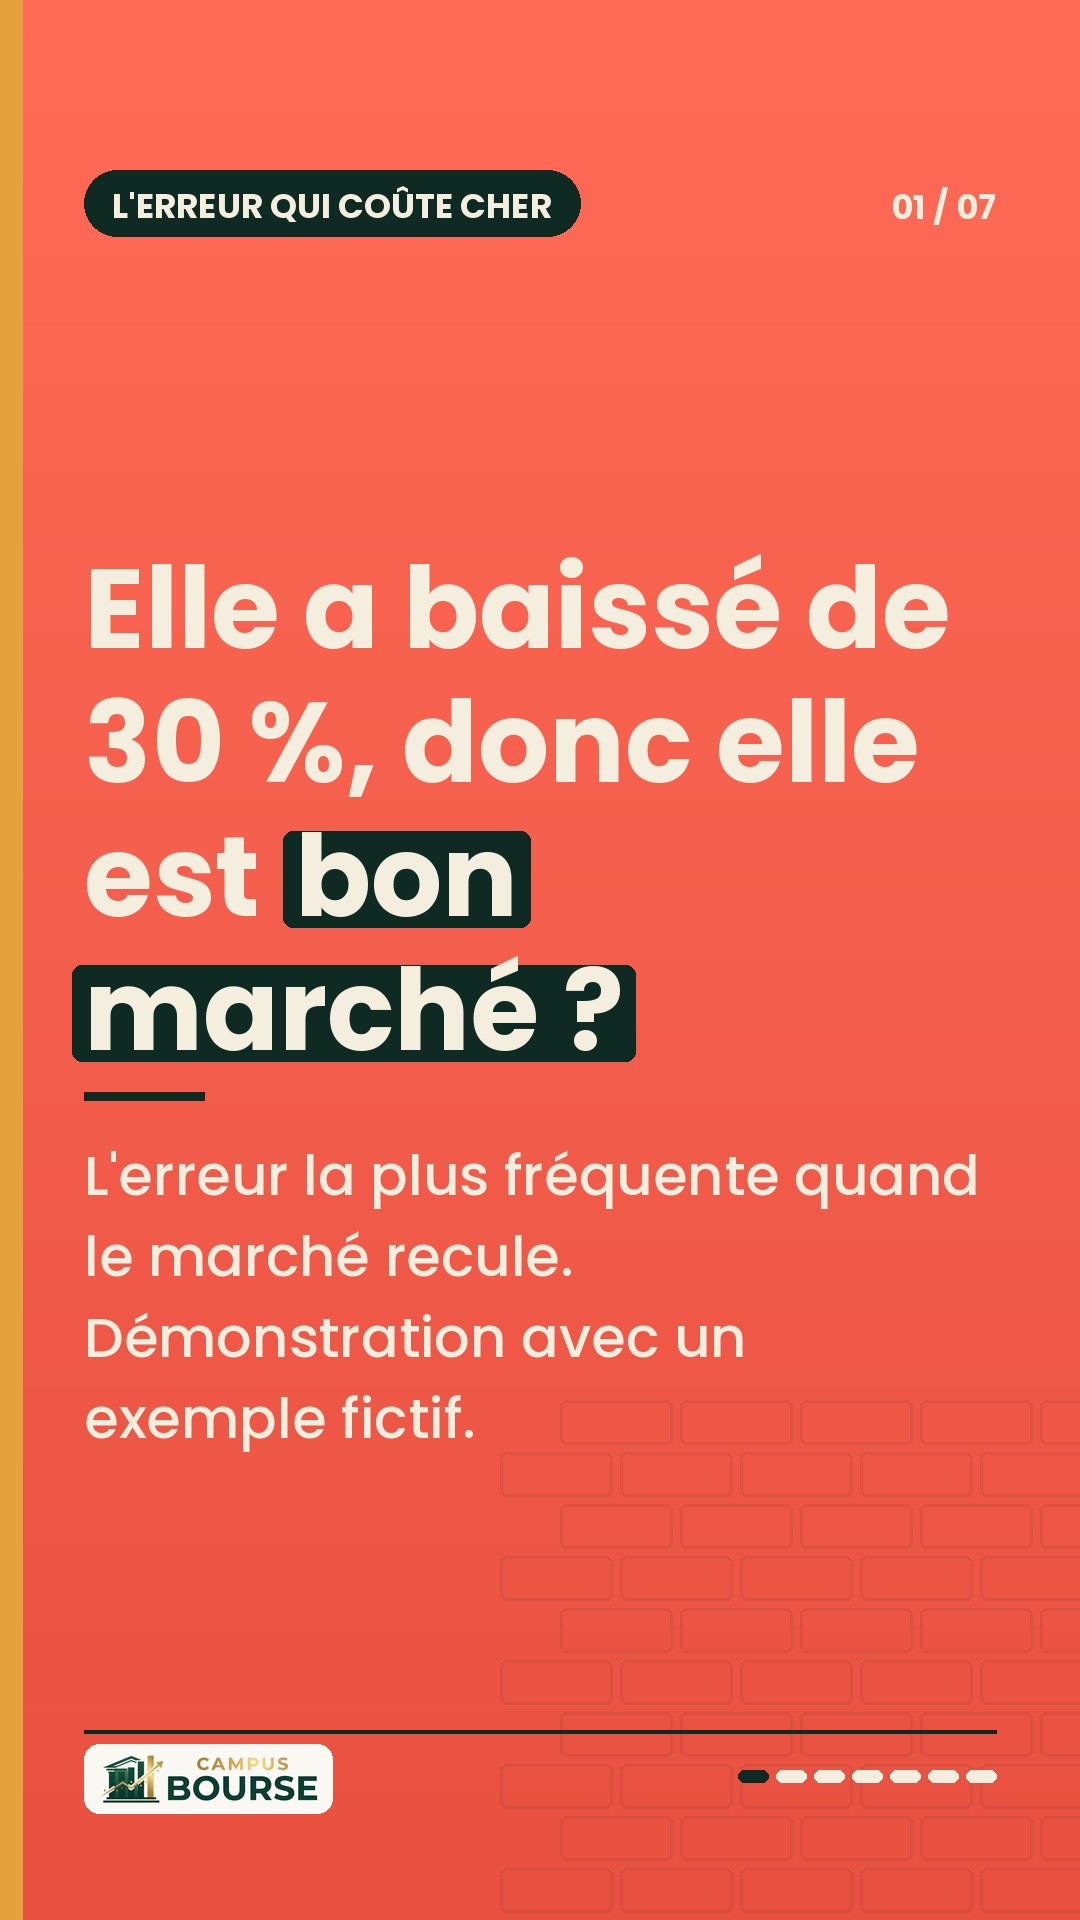 L'ERREUR QUI COÛTE CHER
01 / 07
Elle a baissé de
30 %, donc elle
est bon
marché ?
L'erreur la plus fréquente quand
le marché recule.
Démonstration avec un
exemple fictif.
CAMPUS
BOURSE